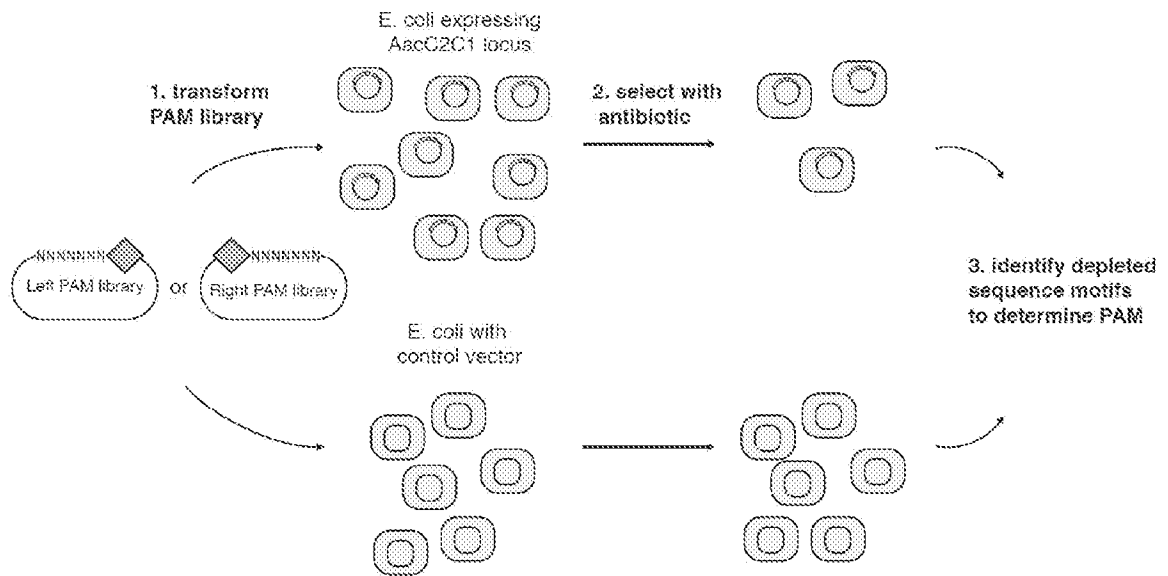 E. coli expressing
AacC2C1 locus
1. transform
PAM library
2. select with
antibiotic
NNNNNNN
Left PAM library
or
NNNNNNN
Right PAM library
3. identify depleted
sequence motifs
to determine PAM
E. coli with
control vector